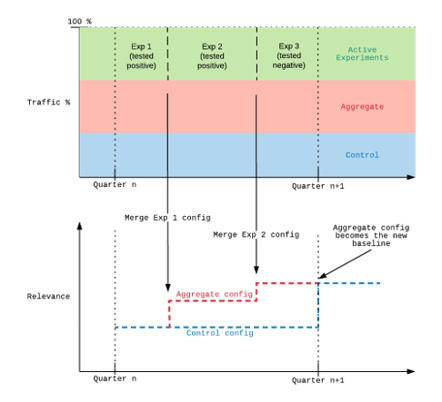 100 %
Exp 1
(tested
positive)
Exp 2
(tested
positive)
Exp 3
(tested
negative)
Active
Experiments
Traffic %
Aggregate
Control
Quarter n
Quarter n+1
Merge Exp 1 config
Merge Exp 2 config
Aggregate config
becomes the new
baseline
Relevance
Aggregate config
Control config
Quarter n
Quarter n+1